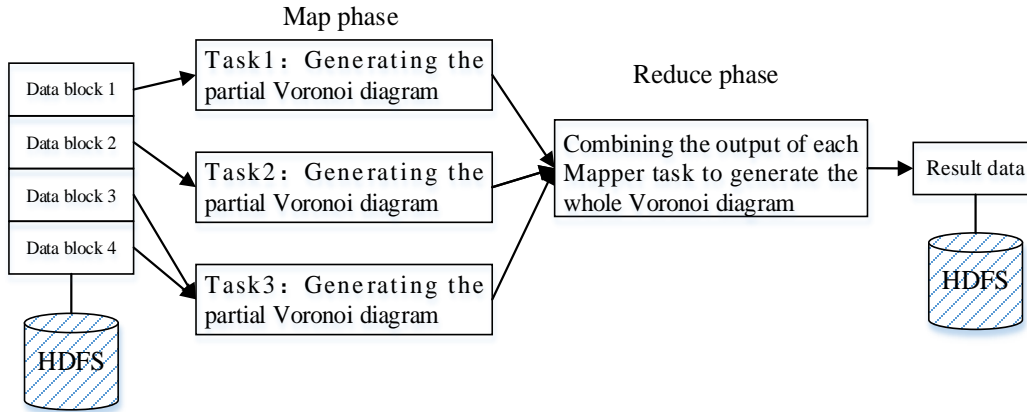 Map phase
Data block 1
Data block 2
Data block 3
Data block 4
HDFS
Task1：Generating the
partial Voronoi diagram
Task2：Generating the
partial Voronoi diagram
Task3：Generating the
partial Voronoi diagram
Reduce phase
Combining the output of each
Mapper task to generate the
whole Voronoi diagram
Result data
HDFS